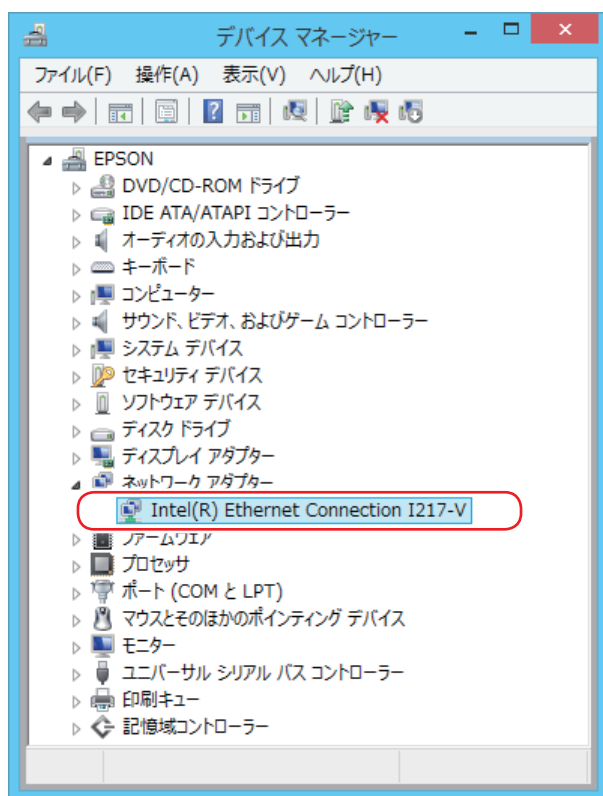 デバイス マネージャー
ファイル(F) 操作(A) 表示(V) ヘルプ(H)
EPSON
DVD/CD-ROM ドライブ
IDE ATA/ATAPI コントローラー
オーディオの入力および出力
キーボード
コンピューター
サウンド、ビデオ、およびゲーム コントローラー
システム デバイス
セキュリティ デバイス
ソフトウェア デバイス
ディスク ドライブ
ディスプレイ アダプター
ネットワーク アダプター
Intel(R) Ethernet Connection I217-V
ファームウェア
プロセッサ
ポート (COM と LPT)
マウスとそのほかのポインティング デバイス
モニター
ユニバーサル シリアル バス コントローラー
印刷キュー
記憶域コントローラー